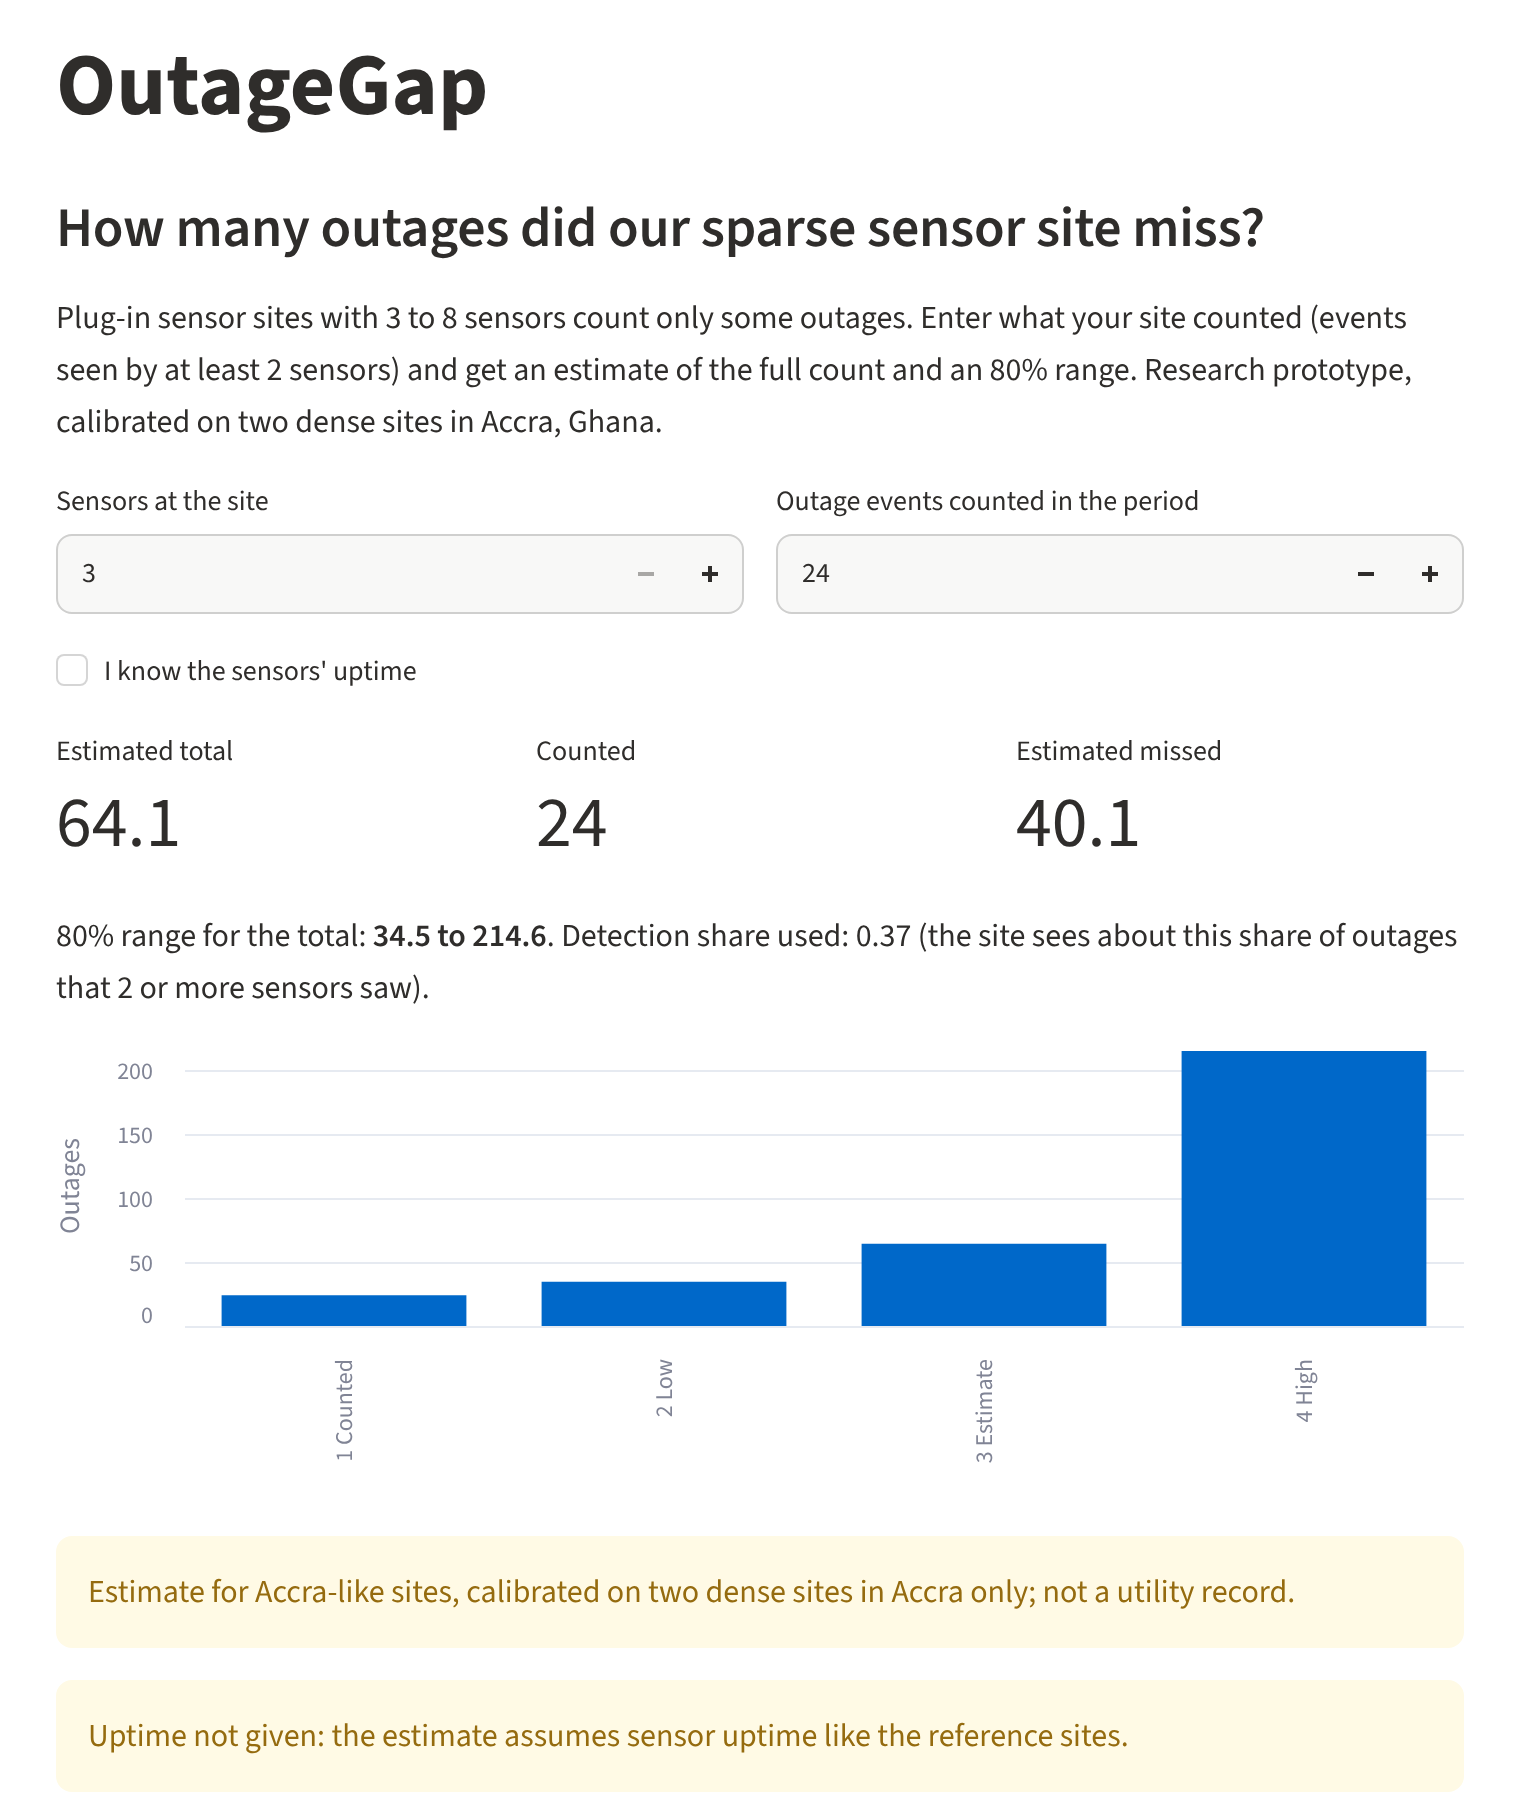 OutageGap
How many outages did our sparse sensor site miss?
Plug-in sensor sites with 3 to 8 sensors count only some outages. Enter what your site counted (events
seen by at least 2 sensors) and get an estimate of the full count and an 80% range. Research prototype,
calibrated on two dense sites in Accra, Ghana.
Sensors at the site
3
Outage events counted in the period
24
I know the sensors' uptime
Estimated total
64.1
Counted
24
Estimated missed
40.1
80% range for the total: 34.5 to 214.6. Detection share used: 0.37 (the site sees about this share of outages
that 2 or more sensors saw).
Outages
200
150
100
50
0
1 Counted
2 Low
3 Estimate
4 High
Estimate for Accra-like sites, calibrated on two dense sites in Accra only; not a utility record.
Uptime not given: the estimate assumes sensor uptime like the reference sites.